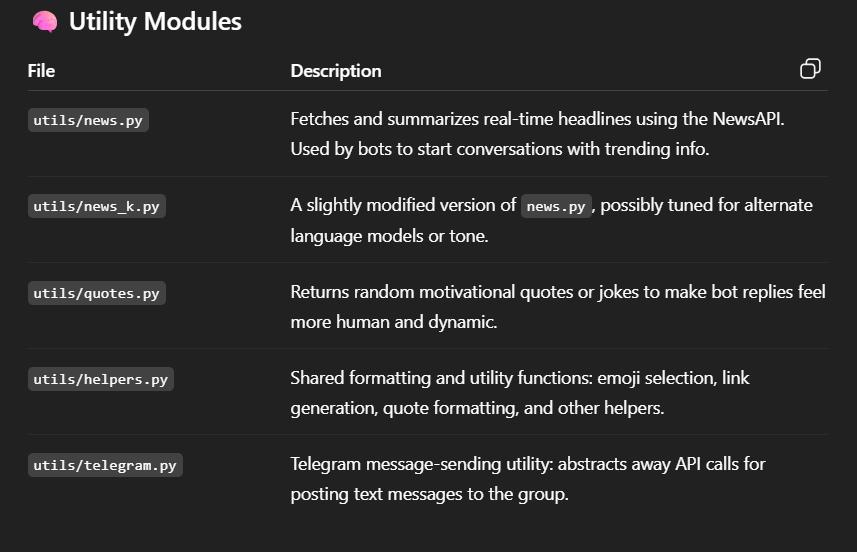 Utility Modules
File Description
utils/news.py Fetches and summarizes real-time headlines using the NewsAPI.
Used by bots to start conversations with trending info.
utils/news_k.py A slightly modified version of news.py, possibly tuned for alternate
language models or tone.
utils/quotes.py Returns random motivational quotes or jokes to make bot replies feel
more human and dynamic.
utils/helpers.py Shared formatting and utility functions: emoji selection, link
generation, quote formatting, and other helpers.
utils/telegram.py Telegram message-sending utility: abstracts away API calls for
posting text messages to the group.